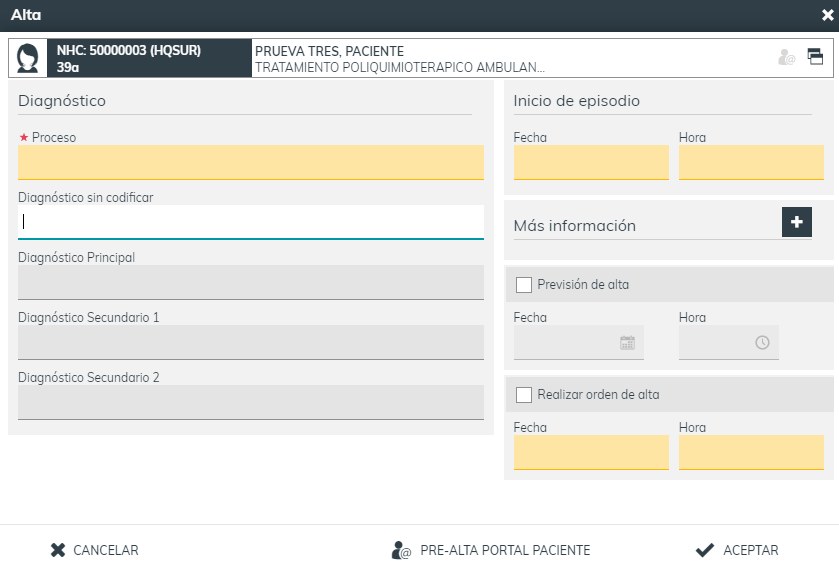 Alta
NHC: 50000003 (HQSUR)
39a
PRUEVA TRES, PACIENTE
TRATAMIENTO POLIQUIMIOTERAPICO AMBULAN...
Diagnóstico
★ Proceso
Diagnóstico sin codificar
Diagnóstico Principal
Diagnóstico Secundario 1
Diagnóstico Secundario 2
Inicio de episodio
Fecha Hora
Más información
Previsión de alta
Fecha Hora
Realizar orden de alta
Fecha Hora
CANCELAR PRE-ALTA PORTAL PACIENTE ACEPTAR